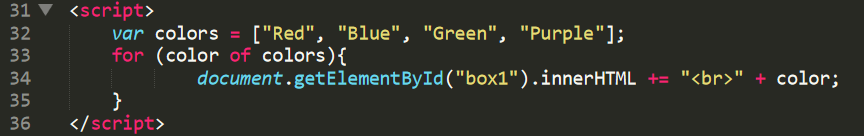 31 ▼ <script>
32 var colors = ["Red", "Blue", "Green", "Purple"];
33 for (color of colors){
34 document.getElementById("box1").innerHTML += "<br>" + color;
35 }
36 </script>